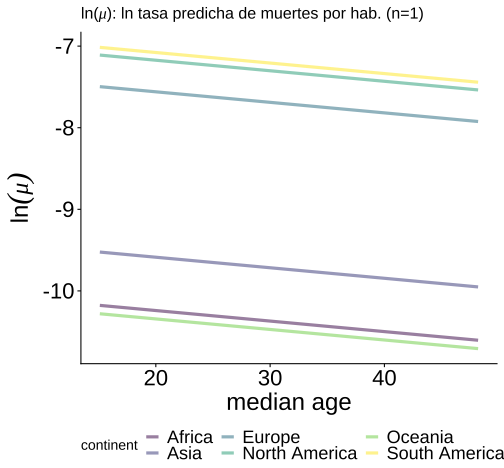 ln(μ): ln tasa predicha de muertes por hab. (n=1)
-7
-8
-9
-10
ln(μ)
20 30 40
median age
continent
Africa Europe Oceania
Asia North America South America